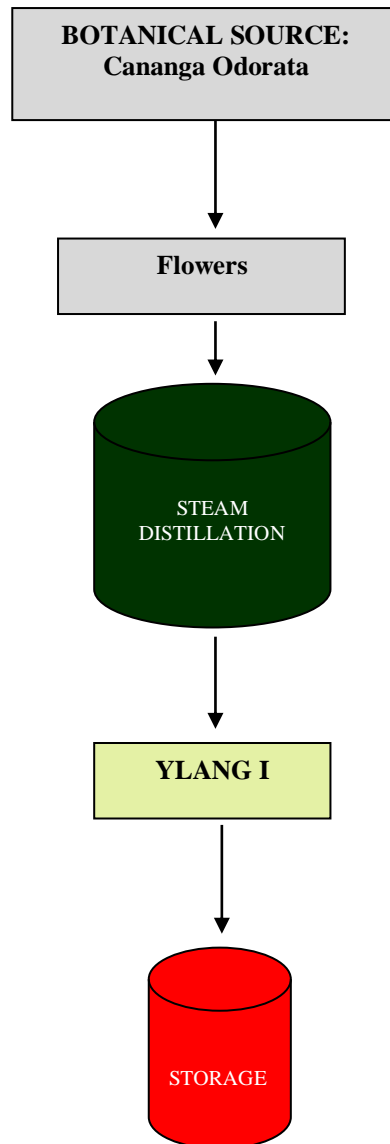 BOTANICAL SOURCE:
Cananga Odorata
Flowers
STEAM
DISTILLATION
YLANG I
STORAGE